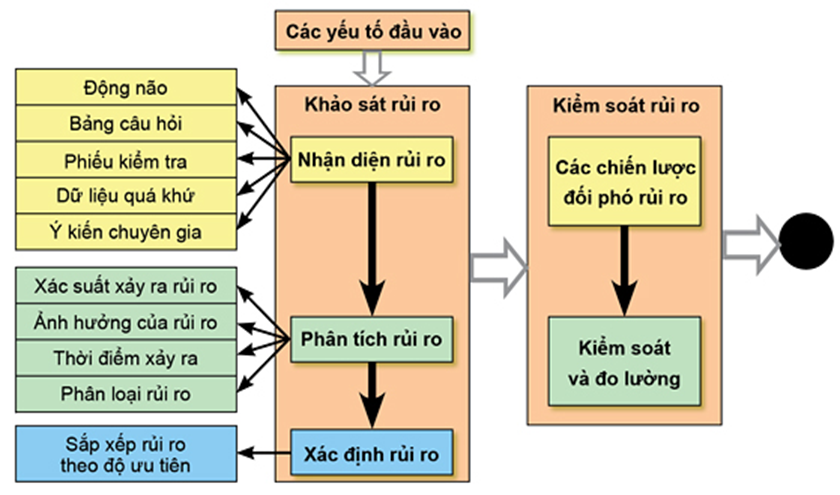 Các yếu tố đầu vào
Động não
Bảng câu hỏi
Phiếu kiểm tra
Dữ liệu quá khứ
Ý kiến chuyên gia
Xác suất xảy ra rủi ro
Ảnh hưởng của rủi ro
Thời điểm xảy ra
Phân loại rủi ro
Sắp xếp rủi ro
theo độ ưu tiên
Khảo sát rủi ro
Nhận diện rủi ro
Phân tích rủi ro
Xác định rủi ro
Kiểm soát rủi ro
Các chiến lược
đối phó rủi ro
Kiểm soát
và đo lường